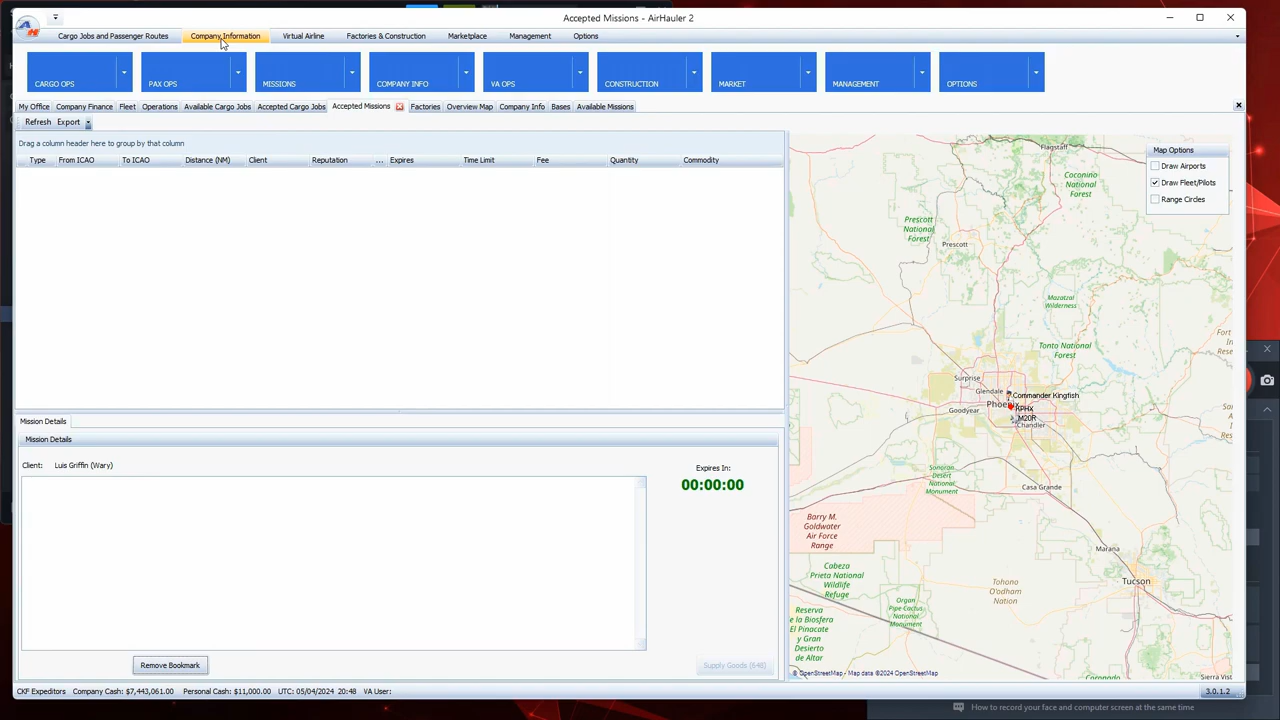 Accepted Missions - AirHauler 2
Cargo Jobs and Passenger Routes Company Information Virtual Airline Factories & Construction Marketplace Management Options
CARGO OPS PAX OPS MISSIONS COMPANY INFO VA OPS CONSTRUCTION MARKET MANAGEMENT OPTIONS
My Office Company Finance Fleet Operations Available Cargo Jobs Accepted Cargo Jobs Accepted Missions Factories Overview Map Company Info Bases Available Missions
Refresh Export
Drag a column header here to group by that column
Type From ICAO To ICAO Distance (NM) Client Reputation ... Expires Time Limit Fee Quantity Commodity
Map Options
Draw Airports
Draw Fleet/Pilots
Range Circles
Flagstaff
Coconino
National
Forest
Prescott
National
Forest
Prescott
Mazatzal
Wilderness
Tonto National
Forest
Surprise
Glendale
Commander Kingfish
Phoenix
KPHX
Goodyear
M20R
Chandler
Sonoran
Desert
National
Monument
Casa Grande
Barry M.
Goldwater
Air Force
Range
Marana
Cabeza
Prieta National
Wildlife
Refuge
Tucson
Tohono
O'odham
Nation
Organ
Pipe Cactus
National
Monument
Reserva
de la Biosfera
El Pinacate
y Gran
Desierto
de Altar
Sierra Vista
© OpenStreetMap - Map data ©2024 OpenStreetMap
Mission Details
Mission Details
Client: Luis Griffin (Wary)
Expires In:
00:00:00
Remove Bookmark
Supply Goods (648)
CKF Expeditors Company Cash: $7,443,061.00 Personal Cash: $11,000.00 UTC: 05/04/2024 20:48 VA User:
3.0.1.2
How to record your face and computer screen at the same time